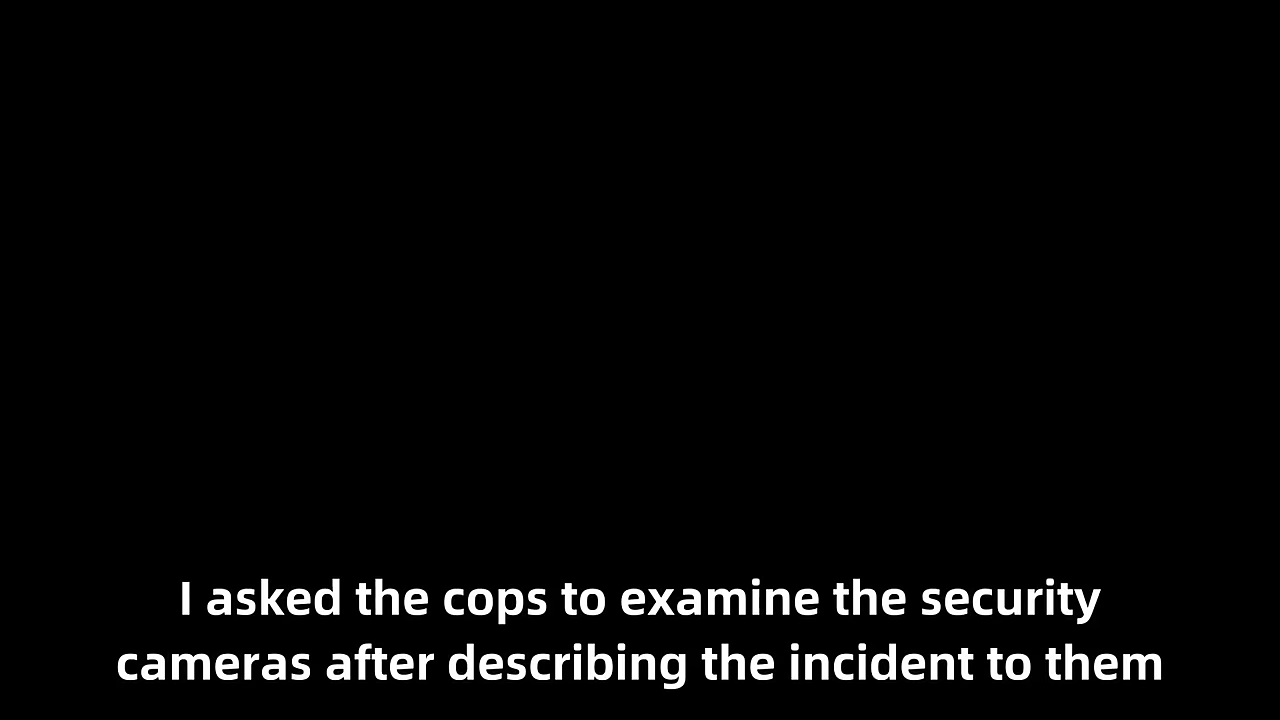 I asked the cops to examine the security
cameras after describing the incident to them